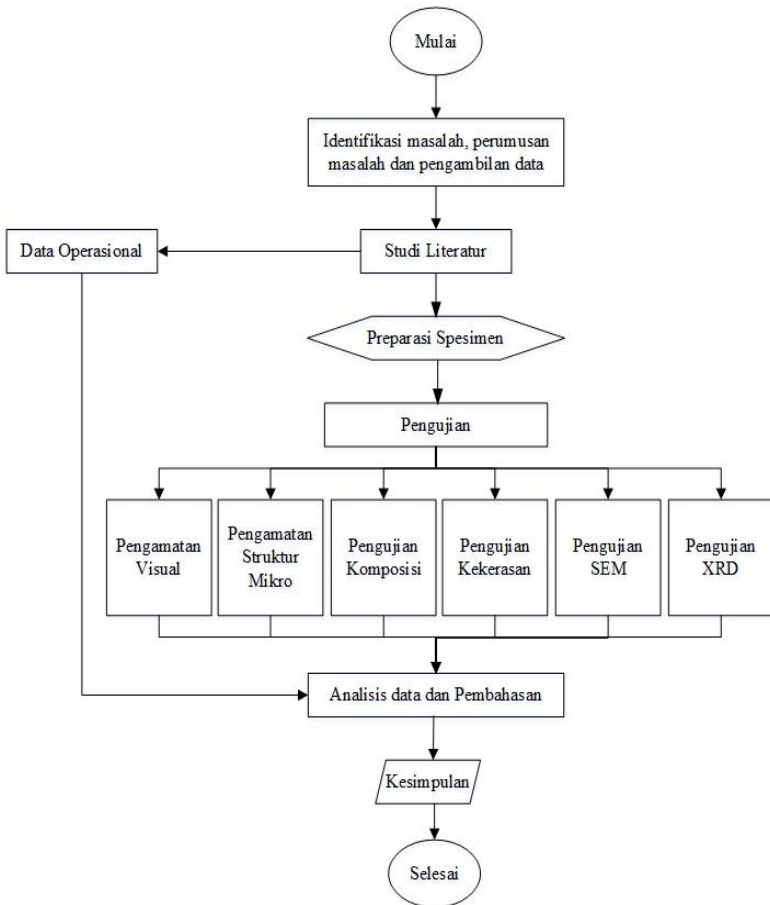 Mulai
Identifikasi masalah, perumusan
masalah dan pengambilan data
Data Operasional
Studi Literatur
Preparasi Spesimen
Pengujian
Pengamatan
Visual
Pengamatan
Struktur
Mikro
Pengujian
Komposisi
Pengujian
Kekerasan
Pengujian
SEM
Pengujian
XRD
Analisis data dan Pembahasan
Kesimpulan
Selesai